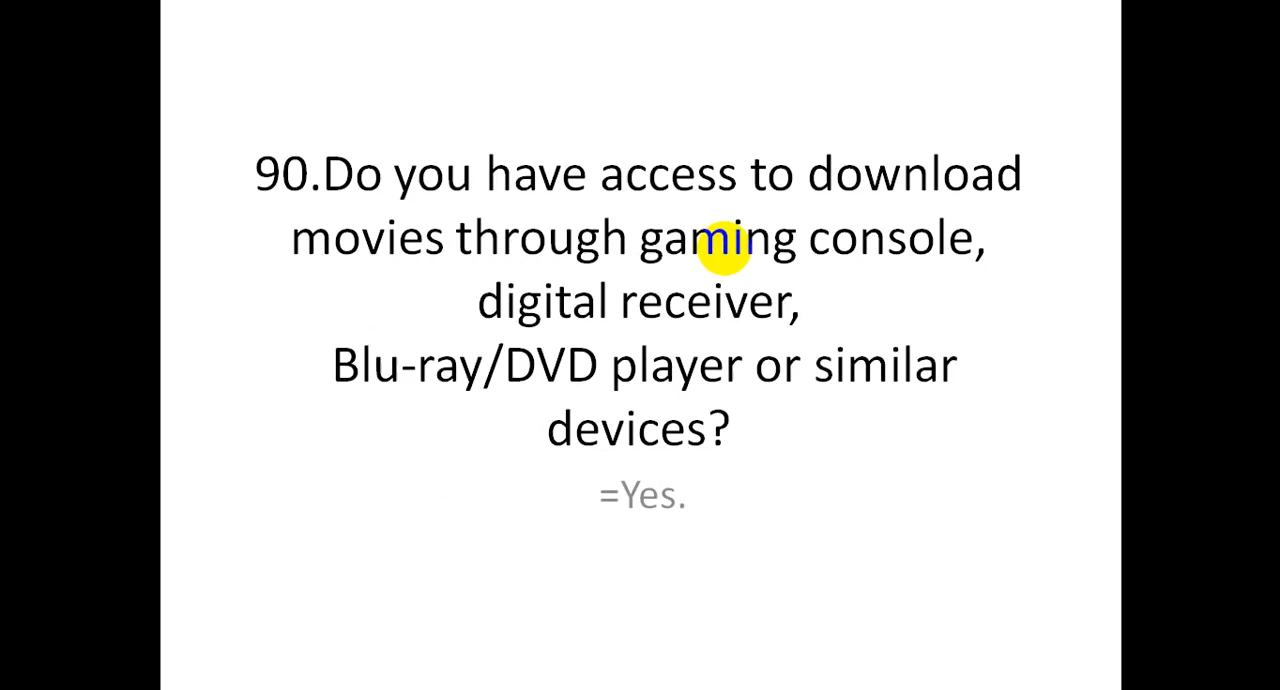 90.Do you have access to download
movies through gaming console,
digital receiver,
Blu-ray/DVD player or similar
devices?
=Yes.